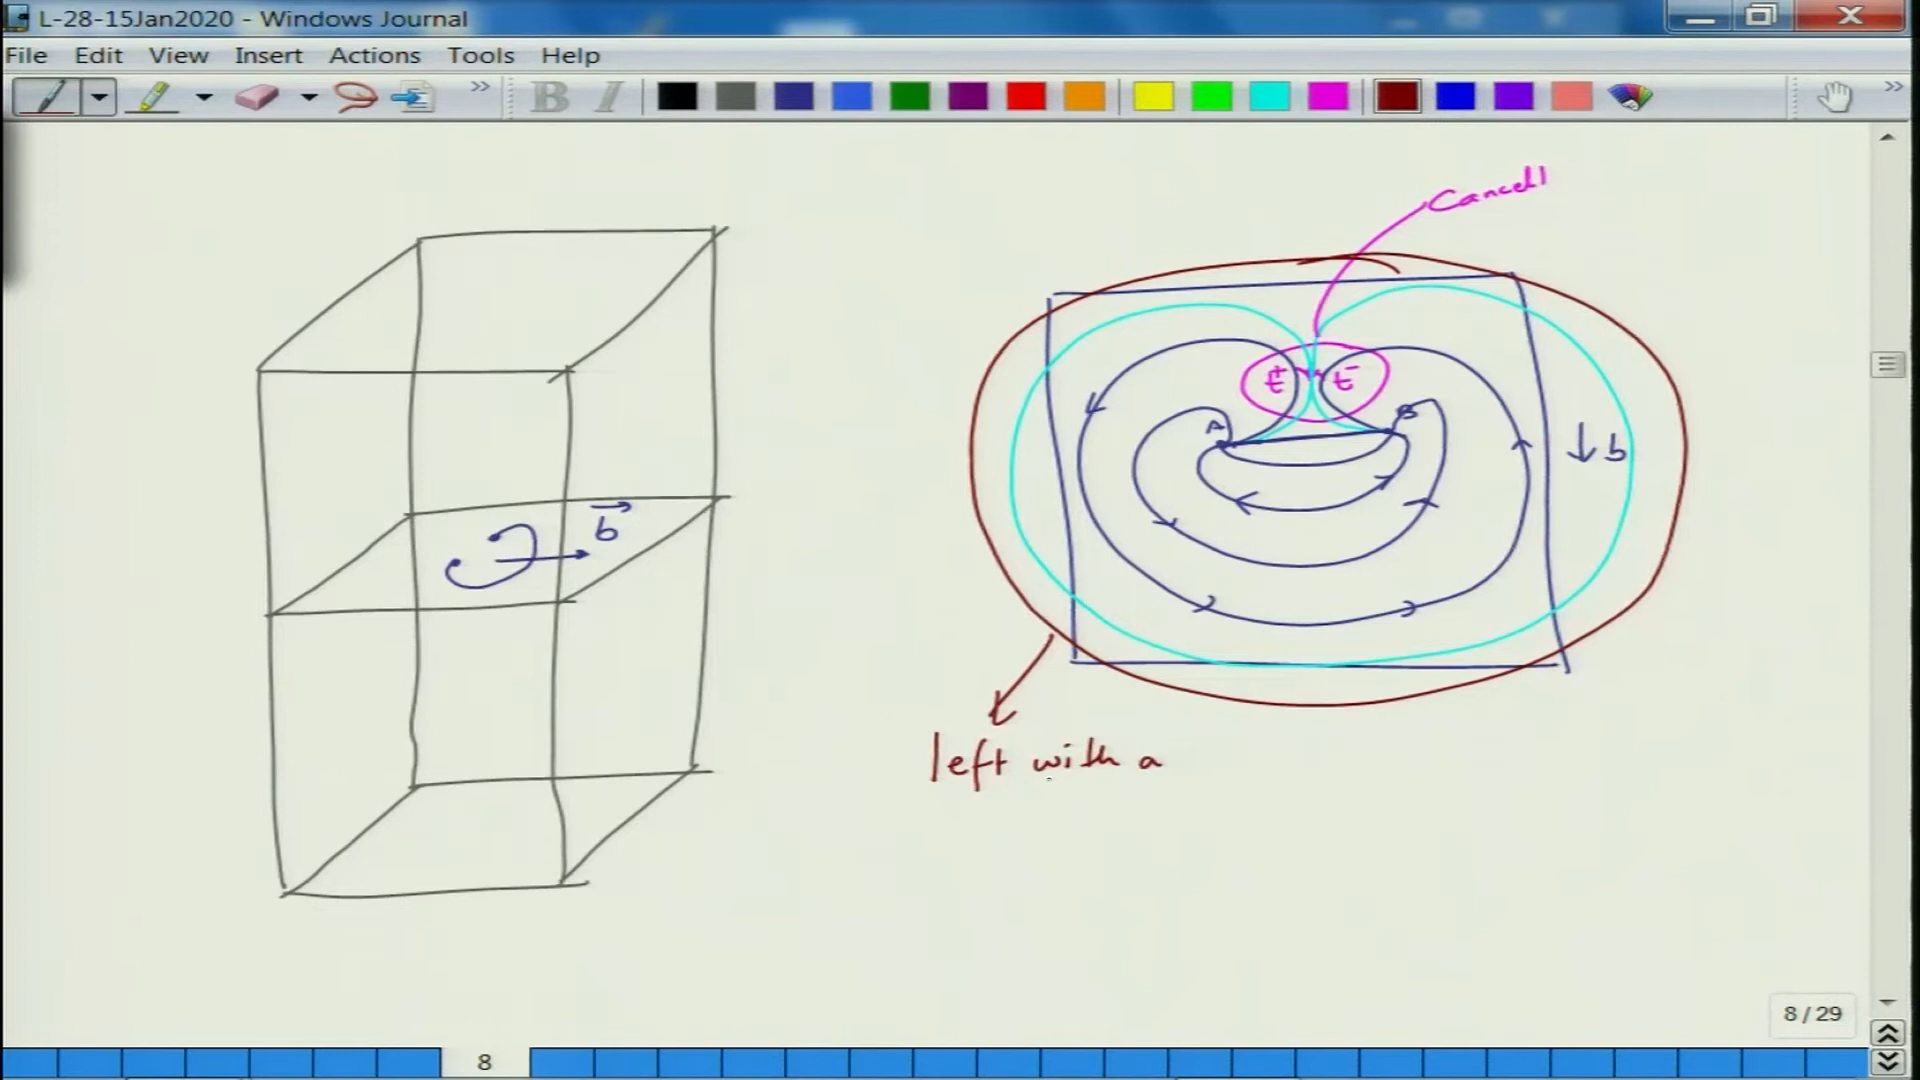 L-28-15Jan2020 - Windows Journal
File Edit View Insert Actions Tools Help
B I
Cancell
t+ t-
A B
↓ b
b
left with a
8 / 29
8